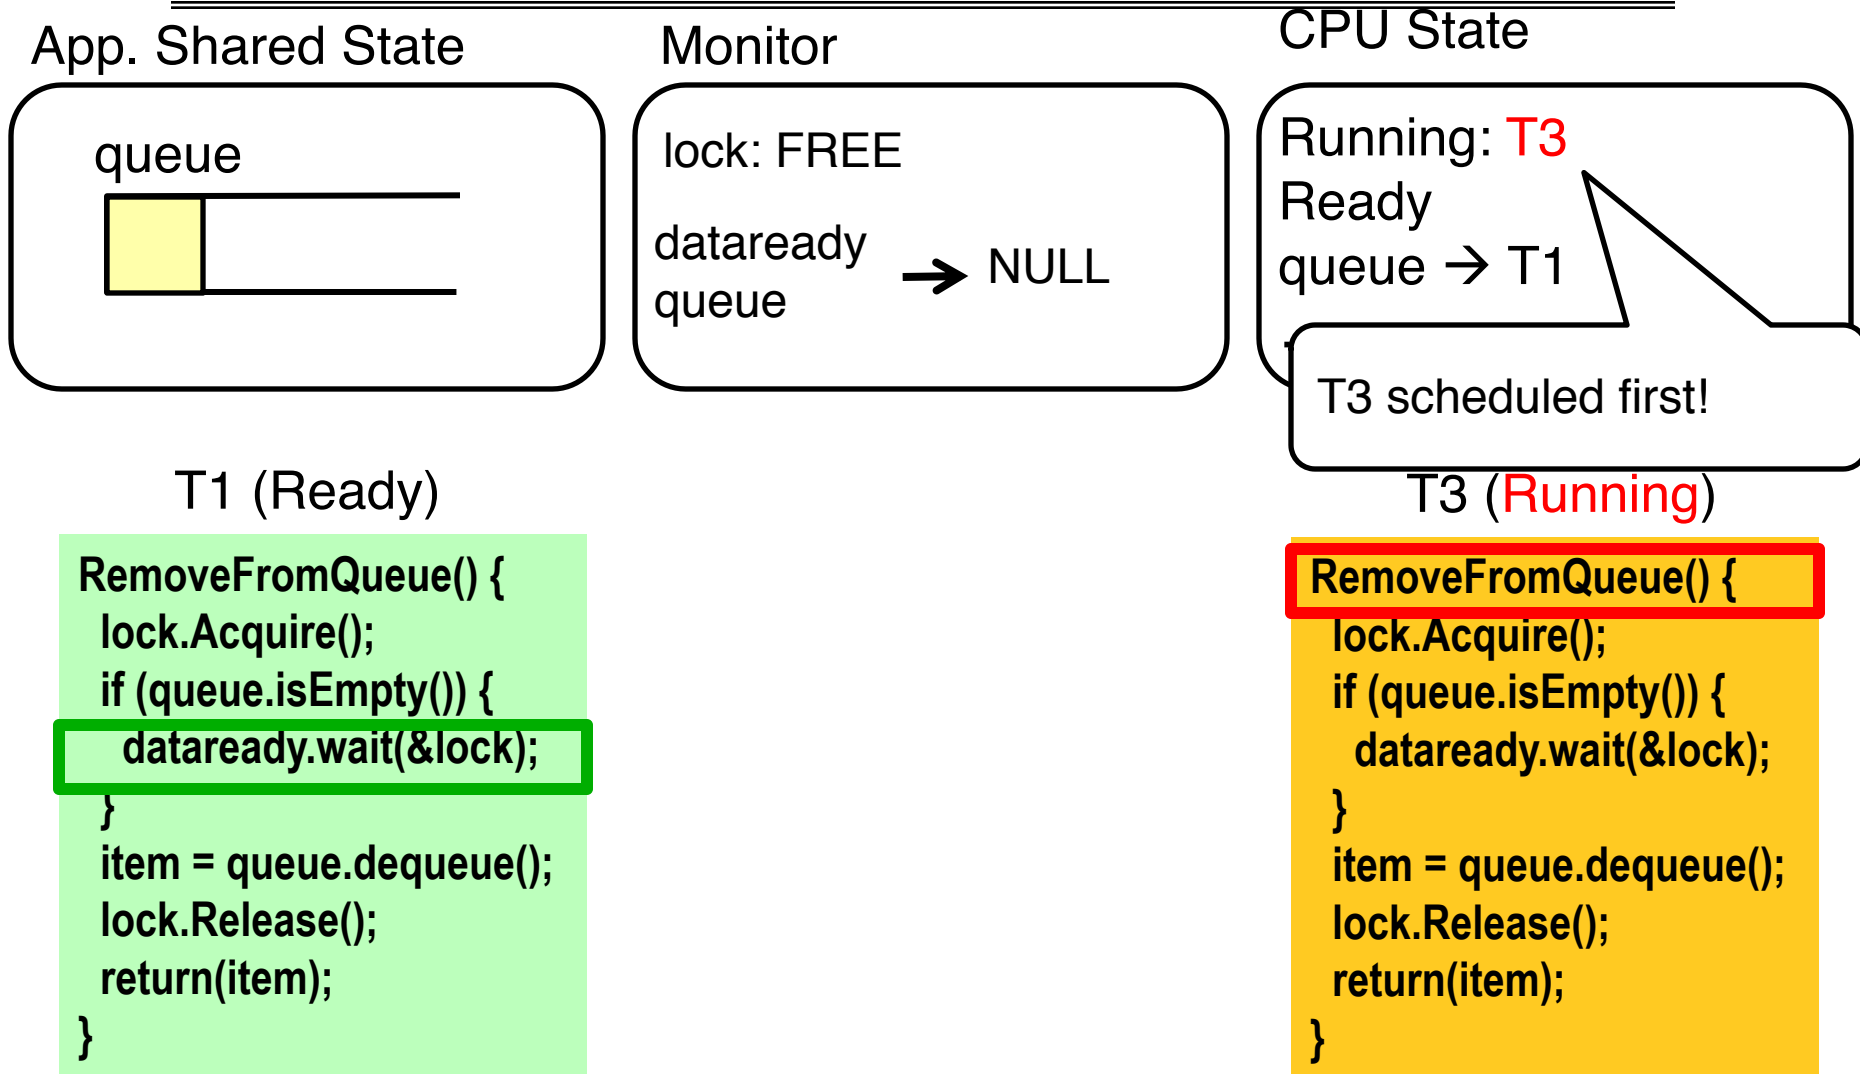 App. Shared State
Monitor
CPU State
queue
lock: FREE
dataready
queue
→ NULL
Running: T3
Ready
queue → T1
T3 scheduled first!
T1 (Ready)
RemoveFromQueue() {
lock.Acquire();
if (queue.isEmpty()) {
dataready.wait(&lock);
}
item = queue.dequeue();
lock.Release();
return(item);
}
T3 (Running)
RemoveFromQueue() {
lock.Acquire();
if (queue.isEmpty()) {
dataready.wait(&lock);
}
item = queue.dequeue();
lock.Release();
return(item);
}